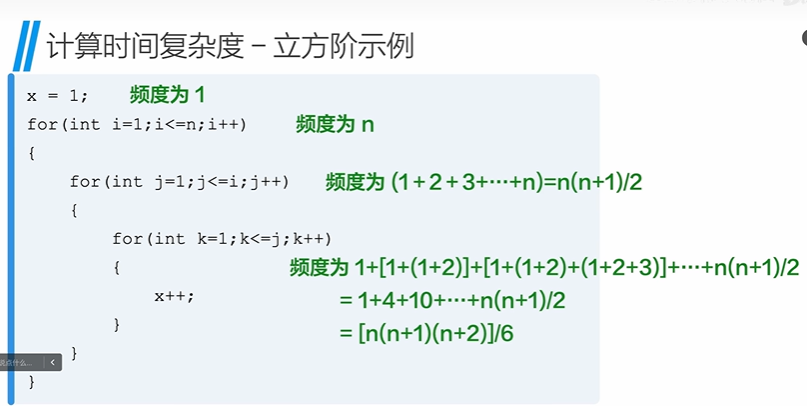 计算时间复杂度 – 立方阶示例
x = 1; 频度为 1
for(int i=1;i<=n;i++) 频度为 n
{
for(int j=1;j<=i;j++) 频度为 (1+2+3+···+n)=n(n+1)/2
{
for(int k=1;k<=j;k++)
{ 频度为 1+[1+(1+2)]+[1+(1+2)+(1+2+3)]+···+n(n+1)/2
x++; = 1+4+10+···+n(n+1)/2
} = [n(n+1)(n+2)]/6
}
}